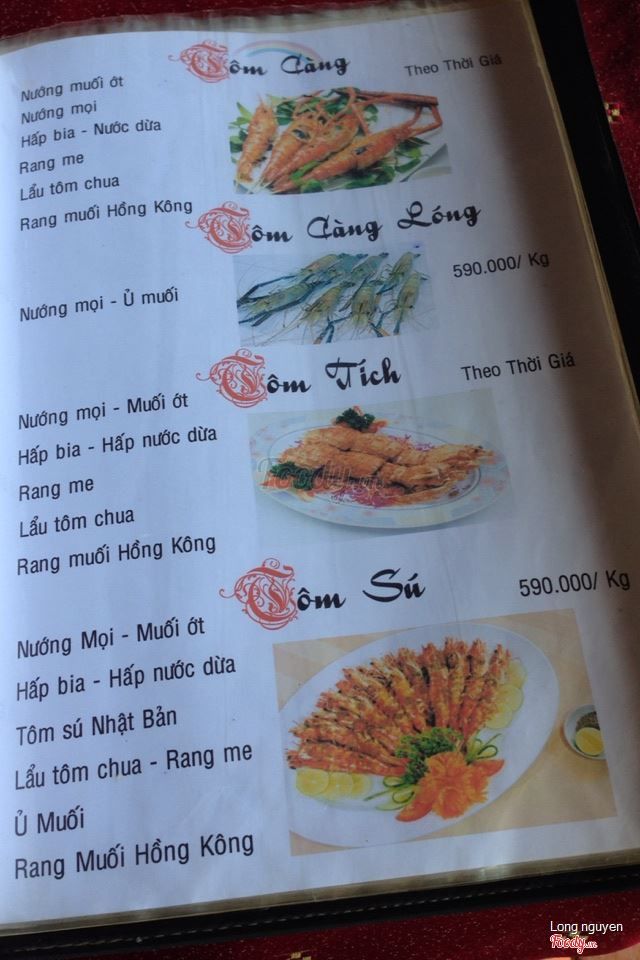 Tôm Càng
Theo Thời Giá
Nướng muối ớt
Nướng mọi
Hấp bia - Nước dừa
Rang me
Lẩu tôm chua
Rang muối Hồng Kông
Tôm Càng Lóng
590.000/ Kg
Nướng mọi - Ủ muối
Tôm Tích
Theo Thời Giá
Nướng mọi - Muối ớt
Hấp bia - Hấp nước dừa
Rang me
Lẩu tôm chua
Rang muối Hồng Kông
Foody.vn
Tôm Sú
590.000/ Kg
Nướng Mọi - Muối ớt
Hấp bia - Hấp nước dừa
Tôm sú Nhật Bản
Lẩu tôm chua - Rang me
Ủ Muối
Rang Muối Hồng Kông
Long nguyen
Foody.vn